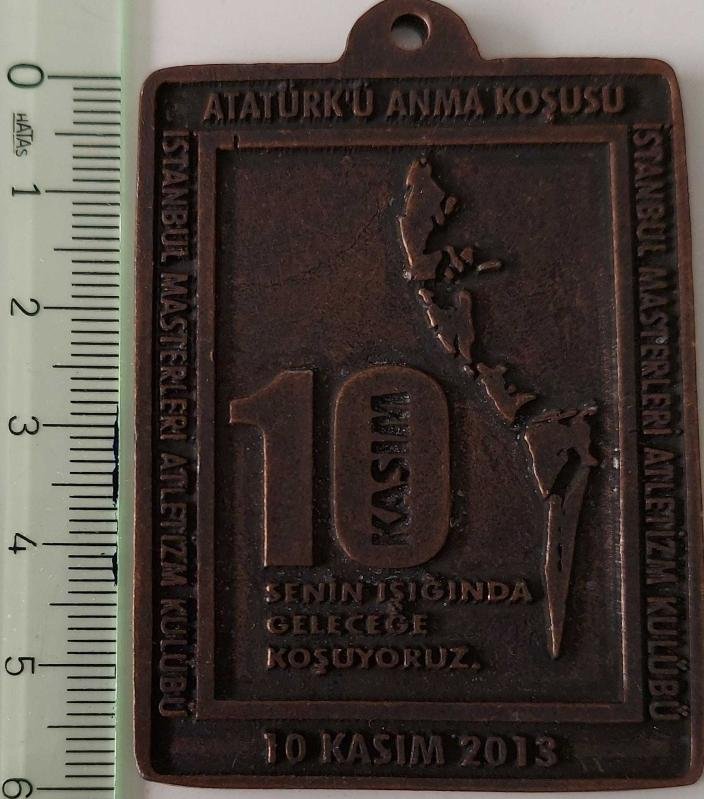 ATATÜRK'Ü ANMA KOŞUSU
İSTANBUL MASTERLERİ ATLETİZM KULÜBÜ
İSTANBUL MASTERLERİ ATLETİZM KULÜBÜ
10
KASIM
SENİN IŞIĞINDA
GELECEĞE
KOŞUYORUZ.
10 KASIM 2013
HATAS
0
1
2
3
4
5
6